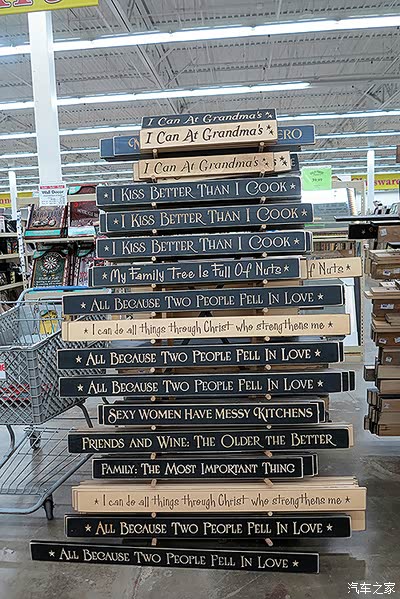 I Can At Grandma's
I Can At Grandma's
ERO
I Can At Grandma's
I Kiss Better Than I Cook
I Kiss Better Than I Cook
I Kiss Better Than I Cook
My Family Tree Is Full Of Nuts
f Nuts
All Because Two People Fell In Love
I can do all things through Christ who strengthens me
All Because Two People Fell In Love
All Because Two People Fell In Love
Sexy Women Have Messy Kitchens
Friends and Wine: The Older the Better
Family: The Most Important Thing
I can do all things through Christ who strengthens me
All Because Two People Fell In Love
All Because Two People Fell In Love
汽车之家